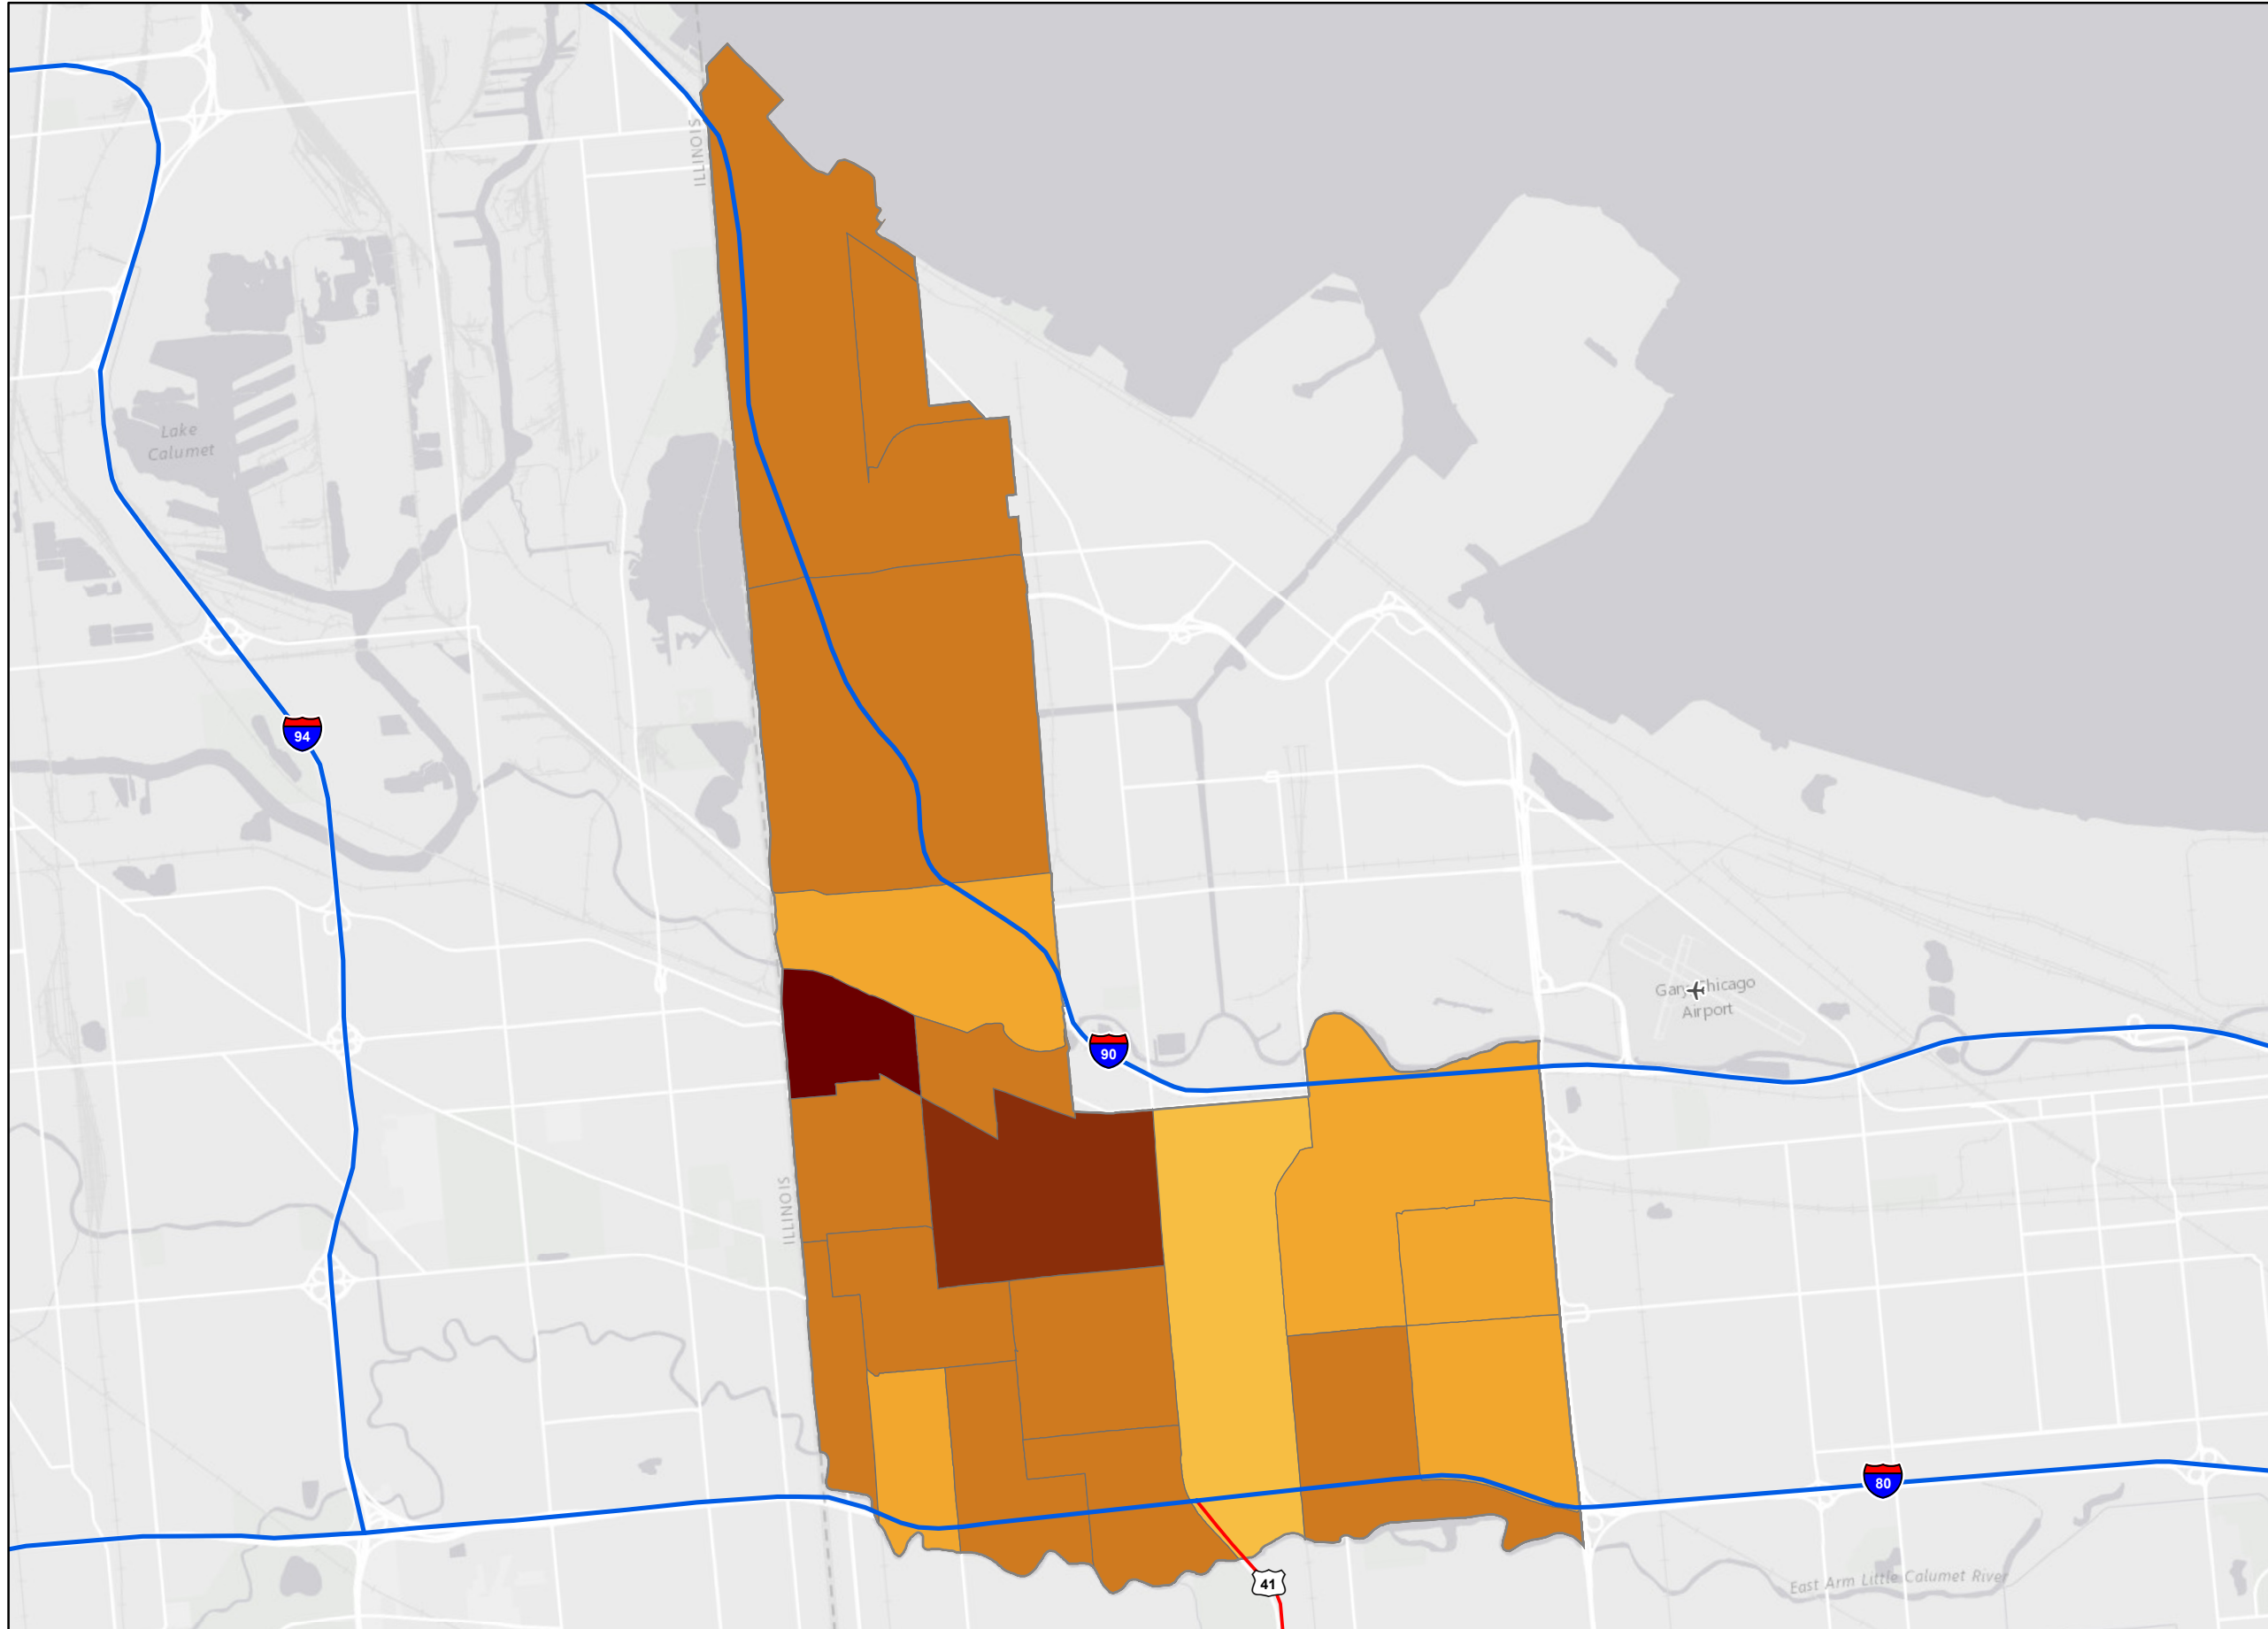 ILLINOIS
Lake
Calumet
94
Gary/Chicago
Airport
90
ILLINOIS
80
41
East Arm Little Calumet River